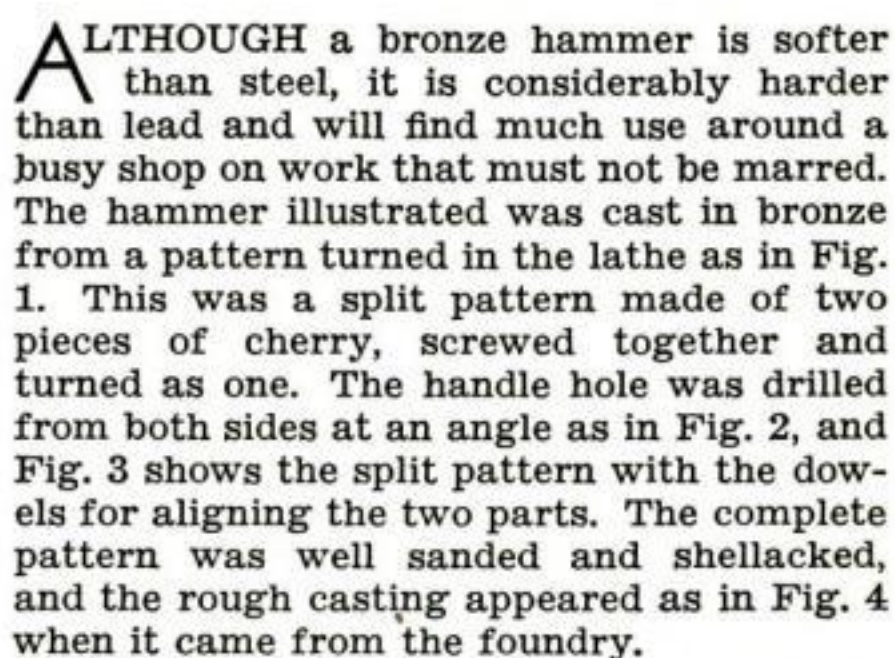 ALTHOUGH a bronze hammer is softer
than steel, it is considerably harder
than lead and will find much use around a
busy shop on work that must not be marred.
The hammer illustrated was cast in bronze
from a pattern turned in the lathe as in Fig.
1. This was a split pattern made of two
pieces of cherry, screwed together and
turned as one. The handle hole was drilled
from both sides at an angle as in Fig. 2, and
Fig. 3 shows the split pattern with the dow-
els for aligning the two parts. The complete
pattern was well sanded and shellacked,
and the rough casting appeared as in Fig. 4
when it came from the foundry.